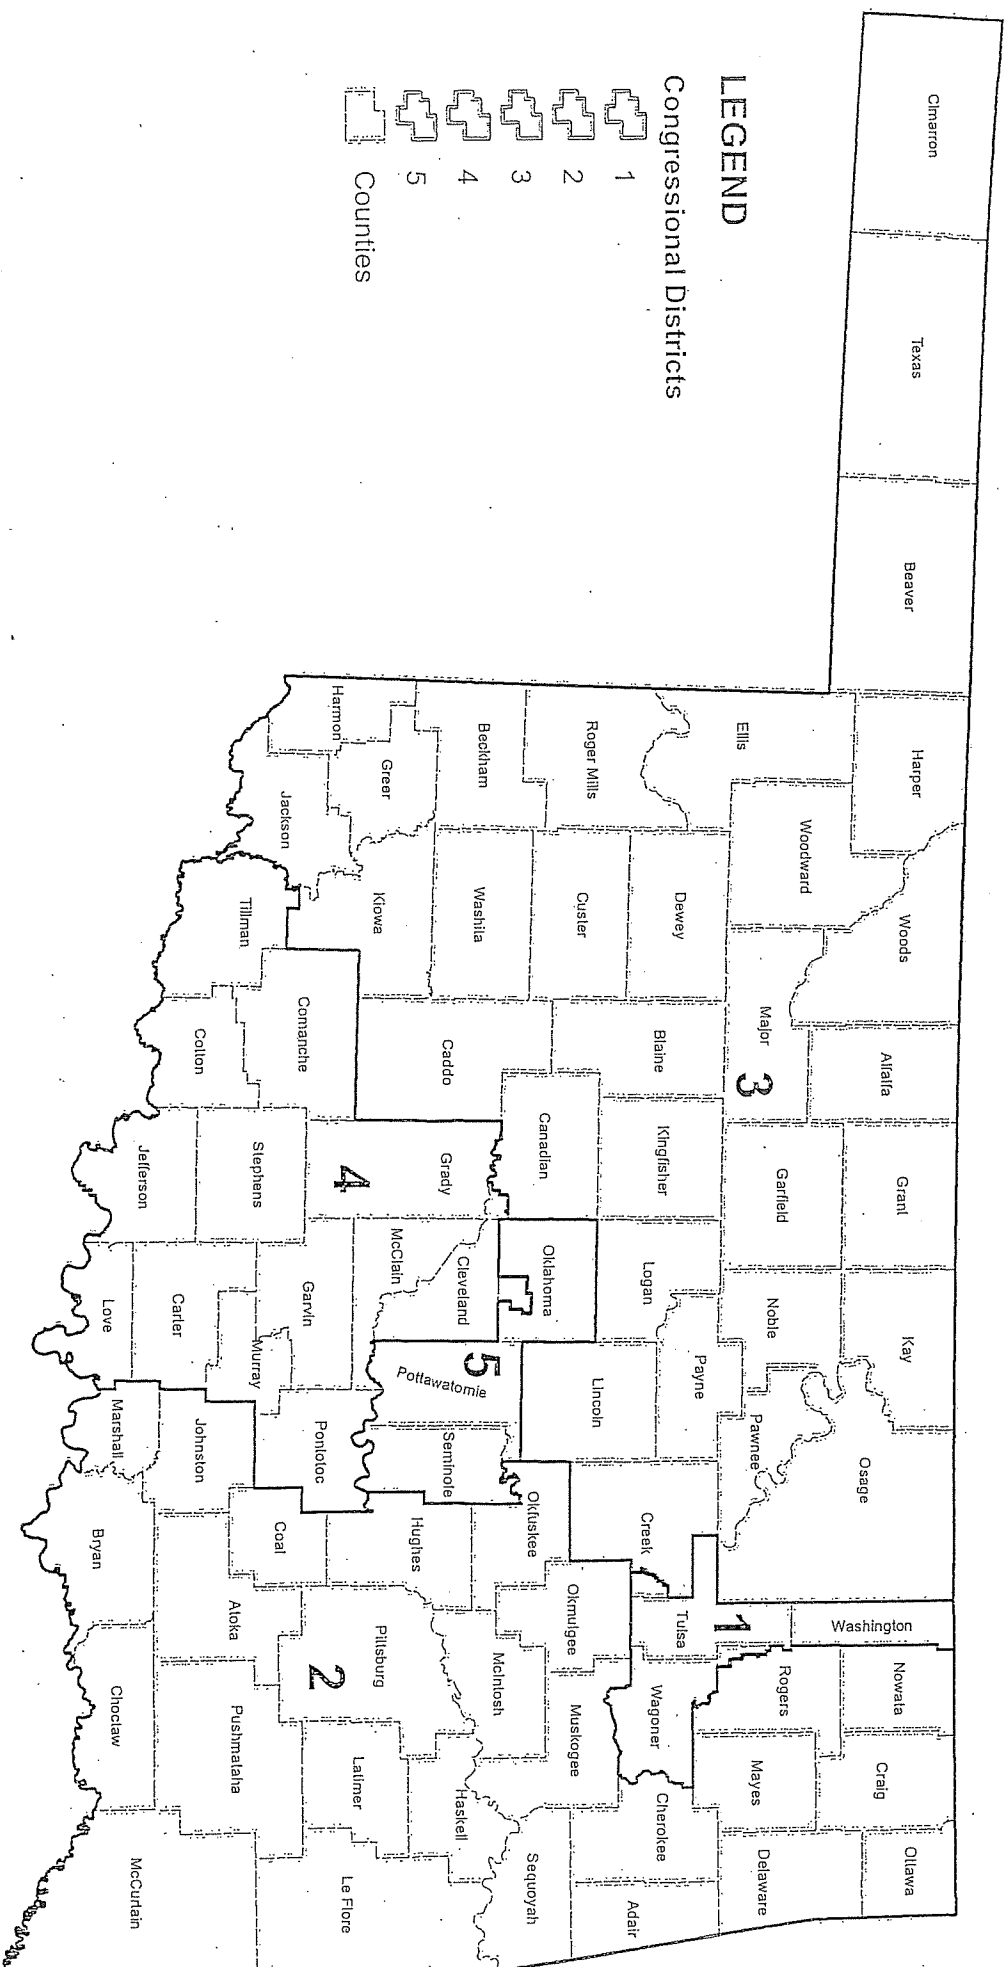 Cimarron
Texas
Beaver
Harper
Woods
Alfalfa
Grant
Kay
Osage
Washington
Nowata
Craig
Ottawa
Ellis
Woodward
Major
3
Garfield
Noble
Pawnee
1
Rogers
Mayes
Delaware
Roger Mills
Dewey
Blaine
Kingfisher
Logan
Payne
Creek
Tulsa
Wagoner
Cherokee
Adair
Beckham
Custer
Washita
Caddo
Canadian
Oklahoma
Lincoln
Okfuskee
Okmulgee
McIntosh
Muskogee
Sequoyah
Haskell
Harmon
Greer
Kiowa
Grady
McClain
Cleveland
5
Pottawatomie
Seminole
Hughes
Pittsburg
Latimer
Le Flore
Jackson
Tillman
Comanche
Cotton
Stephens
4
Jefferson
Garvin
Murray
Carter
Love
Pontotoc
Johnston
Marshall
Coal
Atoka
Bryan
2
Pushmataha
Choctaw
McCurtain
LEGEND
Congressional Districts
1
2
3
4
5
Counties